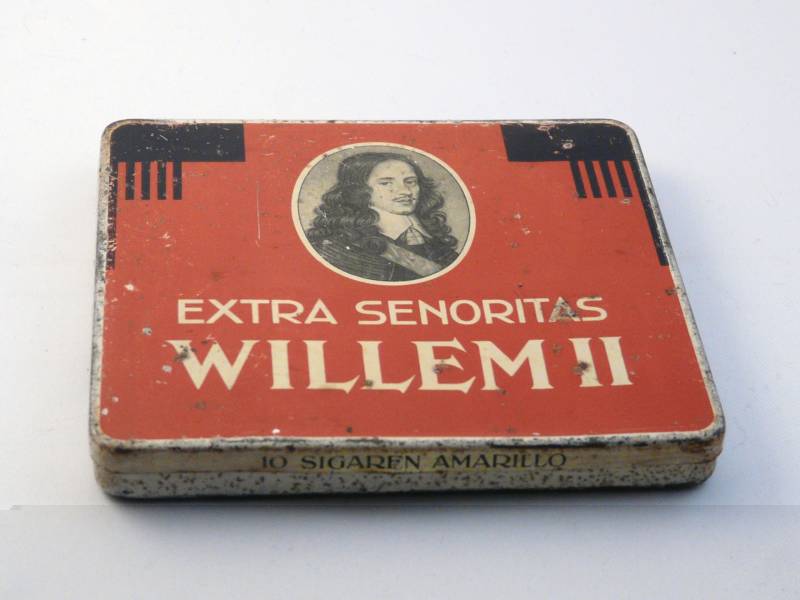 EXTRA SENORITAS
WILLEM II
10 SIGAREN AMARILLO